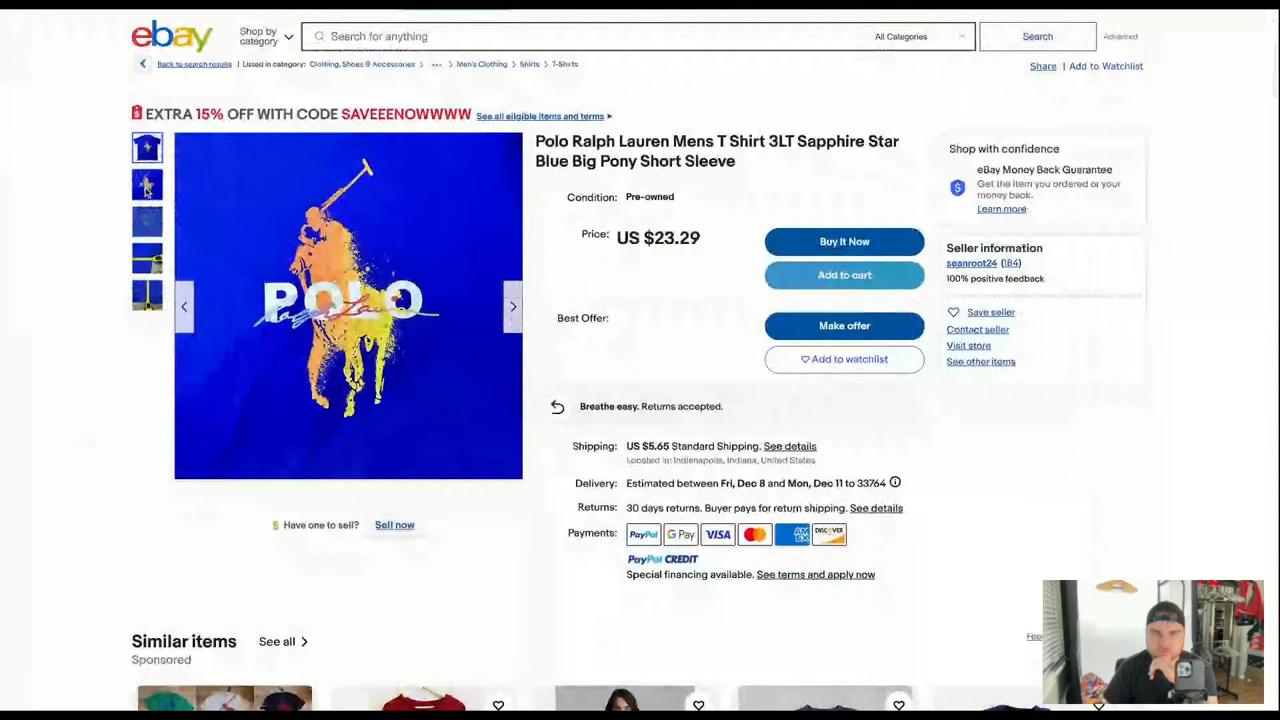 ebay
Shop by category
Search for anything
All Categories
Search
Advanced
Back to search results | Listed in category: Clothing, Shoes & Accessories > ... > Men's Clothing > Shirts > T-Shirts
Share | Add to Watchlist
EXTRA 15% OFF WITH CODE SAVEEENOWWWW See all eligible items and terms ▸
POLO
Polo Ralph Lauren Mens T Shirt 3LT Sapphire Star
Blue Big Pony Short Sleeve
Condition: Pre-owned
Price: US $23.29
Buy It Now
Add to cart
Best Offer:
Make offer
Add to watchlist
Breathe easy. Returns accepted.
Shipping: US $5.65 Standard Shipping. See details
Located in: Indianapolis, Indiana, United States
Delivery: Estimated between Fri, Dec 8 and Mon, Dec 11 to 33764
Returns: 30 days returns. Buyer pays for return shipping. See details
Payments: PayPal G Pay VISA AM EX DISCOVER
PayPal CREDIT
Special financing available. See terms and apply now
Shop with confidence
eBay Money Back Guarantee
Get the item you ordered or your
money back.
Learn more
Seller information
seanroot24 (184)
100% positive feedback
Save seller
Contact seller
Visit store
See other items
Have one to sell? Sell now
Similar items See all >
Sponsored